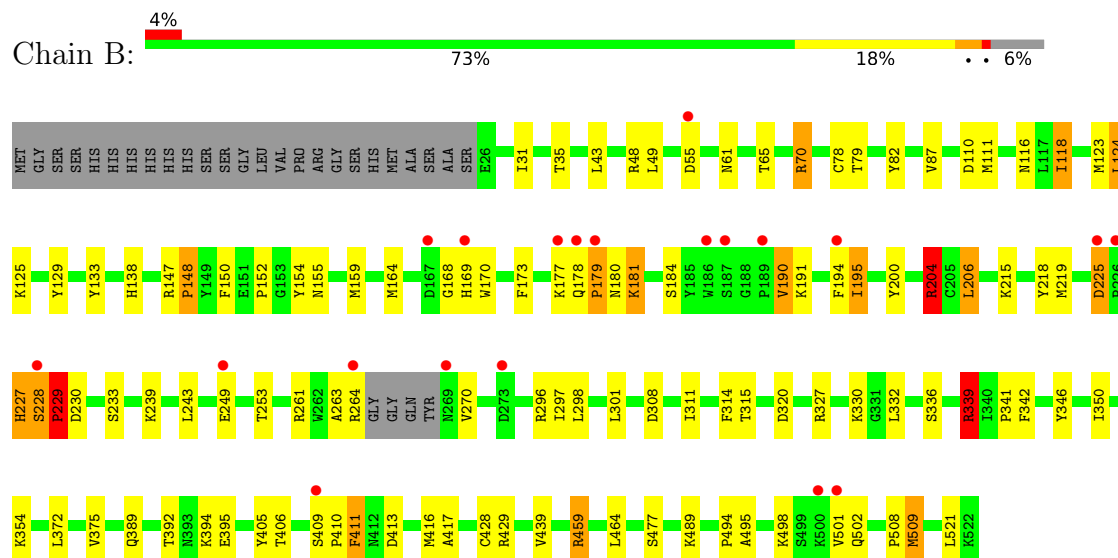 4%
Chain B:
73% 18% • • 6%
MET GLY SER SER HIS HIS HIS HIS HIS HIS SER SER GLY LEU VAL PRO ARG GLY SER HIS MET ALA SER ALA SER E26 I31 T35 L43 R48 L49 D55 N61 T65 R70 C78 T79 Y82 V87 D110 M111 N116 L117 I118 M123 L124
K125 Y129 Y133 H138 R147 P148 Y149 F150 E151 P152 G153 Y154 N155 M159 M164 D167 G168 H169 W170 F173 K177 Q178 P179 N180 K181 S184 Y185 W186 S187 G188 P189 V190 K191 F194 I195 Y200 R204 C205 L206 K215 Y218 M219 D225 P226
H227 S228 P229 D230 S233 K239 L243 E249 T253 R261 W262 A263 R264 GLY GLY GLN TYR N269 V270 D273 R296 I297 L298 L301 D308 I311 F314 T315 D320 R327 K330 G331 L332 S336 R339 I340 P341 F342 Y346 I350
K354 L372 V375 Q389 T392 N393 K394 E395 Y405 T406 S409 P410 F411 N412 D413 M416 A417 C428 R429 V439 R459 L464 S477 K489 P494 A495 K498 S499 K500 V501 Q502 P508 M509 L521 K522